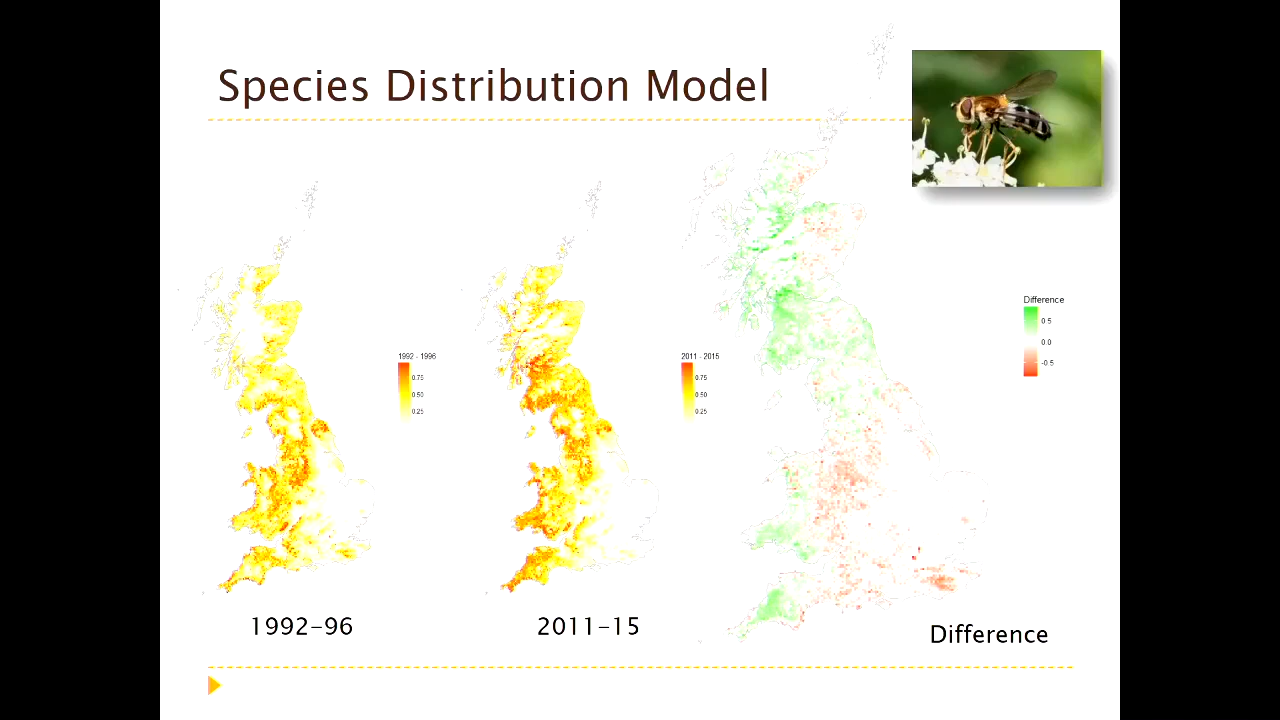 Species Distribution Model
Difference
0.5
0.0
-0.5
1992 - 1996
0.75
0.50
0.25
2011 - 2015
0.75
0.50
0.25
1992-96
2011-15
Difference